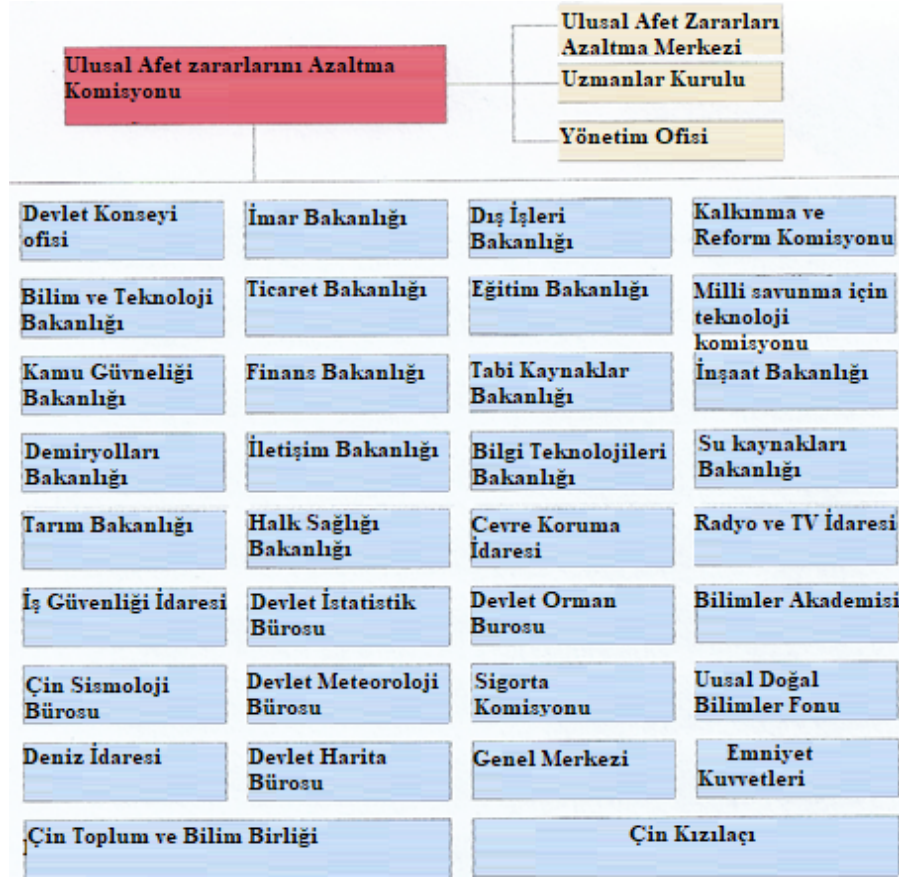 Ulusal Afet zararlarını Azaltma
Komisyonu
Ulusal Afet Zararları
Azaltma Merkezi
Uzmanlar Kurulu
Yönetim Ofisi
Devlet Konseyi
ofisi
İmar Bakanlığı
Dış İşleri
Bakanlığı
Kalkınma ve
Reform Komisyonu
Bilim ve Teknoloji
Bakanlığı
Ticaret Bakanlığı
Eğitim Bakanlığı
Milli savunma için
teknoloji
komisyonu
Kamu Güvneliği
Bakanlığı
Finans Bakanlığı
Tabi Kaynaklar
Bakanlığı
İnşaat Bakanlığı
Demiryolları
Bakanlığı
İletişim Bakanlığı
Bilgi Teknolojileri
Bakanlığı
Su kaynakları
Bakanlığı
Tarım Bakanlığı
Halk Sağlığı
Bakanlığı
Cevre Koruma
İdaresi
Radyo ve TV İdaresi
İş Güvenliği İdaresi
Devlet İstatistik
Bürosu
Devlet Orman
Burosu
Bilimler Akademisi
Çin Sismoloji
Bürosu
Devlet Meteoroloji
Bürosu
Sigorta
Komisyonu
Uusal Doğal
Bilimler Fonu
Deniz İdaresi
Devlet Harita
Bürosu
Genel Merkezi
Emniyet
Kuvvetleri
Çin Toplum ve Bilim Birliği
Çin Kızılaçı